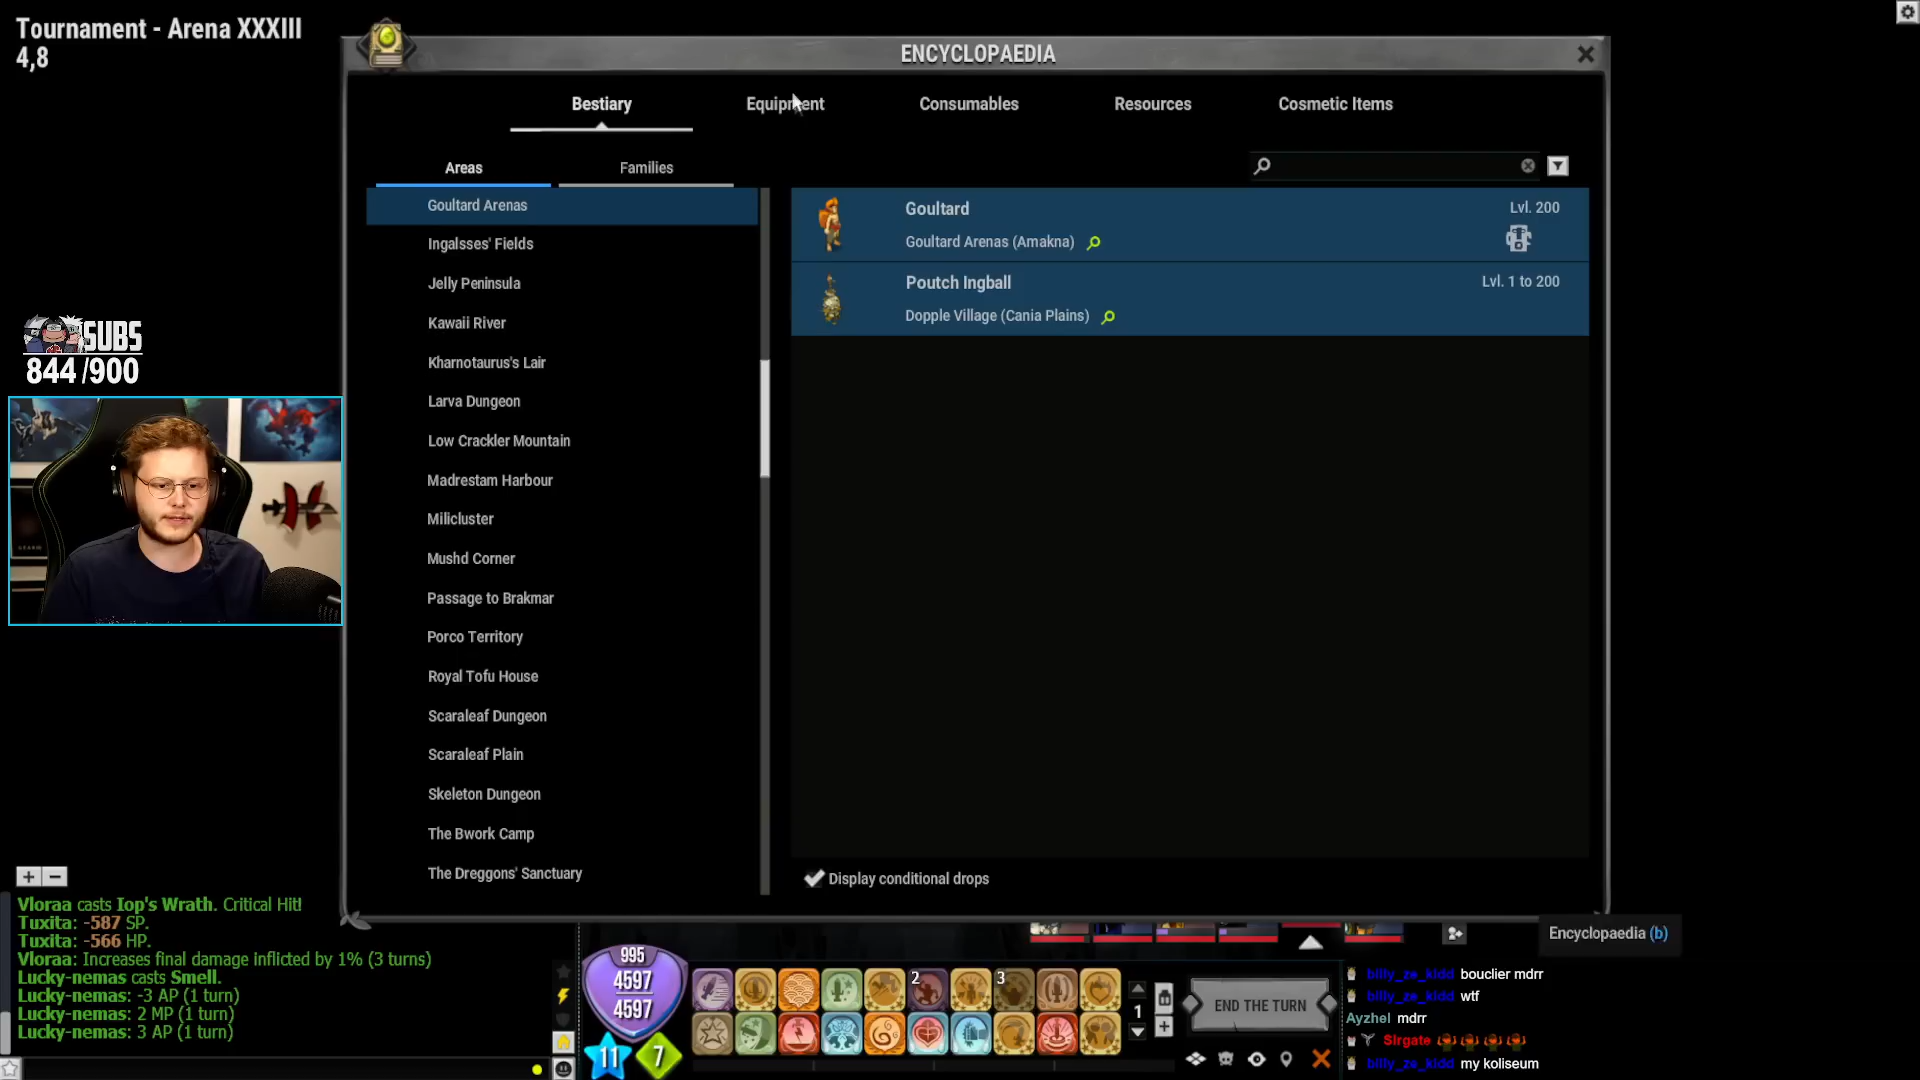 Tournament - Arena XXXIII
4,8
ENCYCLOPAEDIA
Bestiary
Equipment
Consumables
Resources
Cosmetic Items
Areas
Families
Goultard Arenas
Ingalsses' Fields
Jelly Peninsula
Kawaii River
Kharnotaurus's Lair
Larva Dungeon
Low Crackler Mountain
Madrestam Harbour
Milicluster
Mushd Corner
Passage to Brakmar
Porco Territory
Royal Tofu House
Scaraleaf Dungeon
Scaraleaf Plain
Skeleton Dungeon
The Bwork Camp
The Dreggons' Sanctuary
Goultard
Lvl. 200
Goultard Arenas (Amakna)
Poutch Ingball
Lvl. 1 to 200
Dopple Village (Cania Plains)
Display conditional drops
SUBS
844 /900
Vloraa casts Iop's Wrath. Critical Hit!
Tuxita: -587 SP.
Tuxita: -566 HP.
Vloraa: Increases final damage inflicted by 1% (3 turns)
Lucky-nemas casts Smell.
Lucky-nemas: -3 AP (1 turn)
Lucky-nemas: 2 MP (1 turn)
Lucky-nemas: 3 AP (1 turn)
995
4597
4597
11
7
2
3
1
END THE TURN
Encyclopaedia (b)
billy_ze_kidd bouclier mdrr
billy_ze_kidd wtf
Ayzhel mdrr
Sirgate
billy_ze_kidd my koliseum